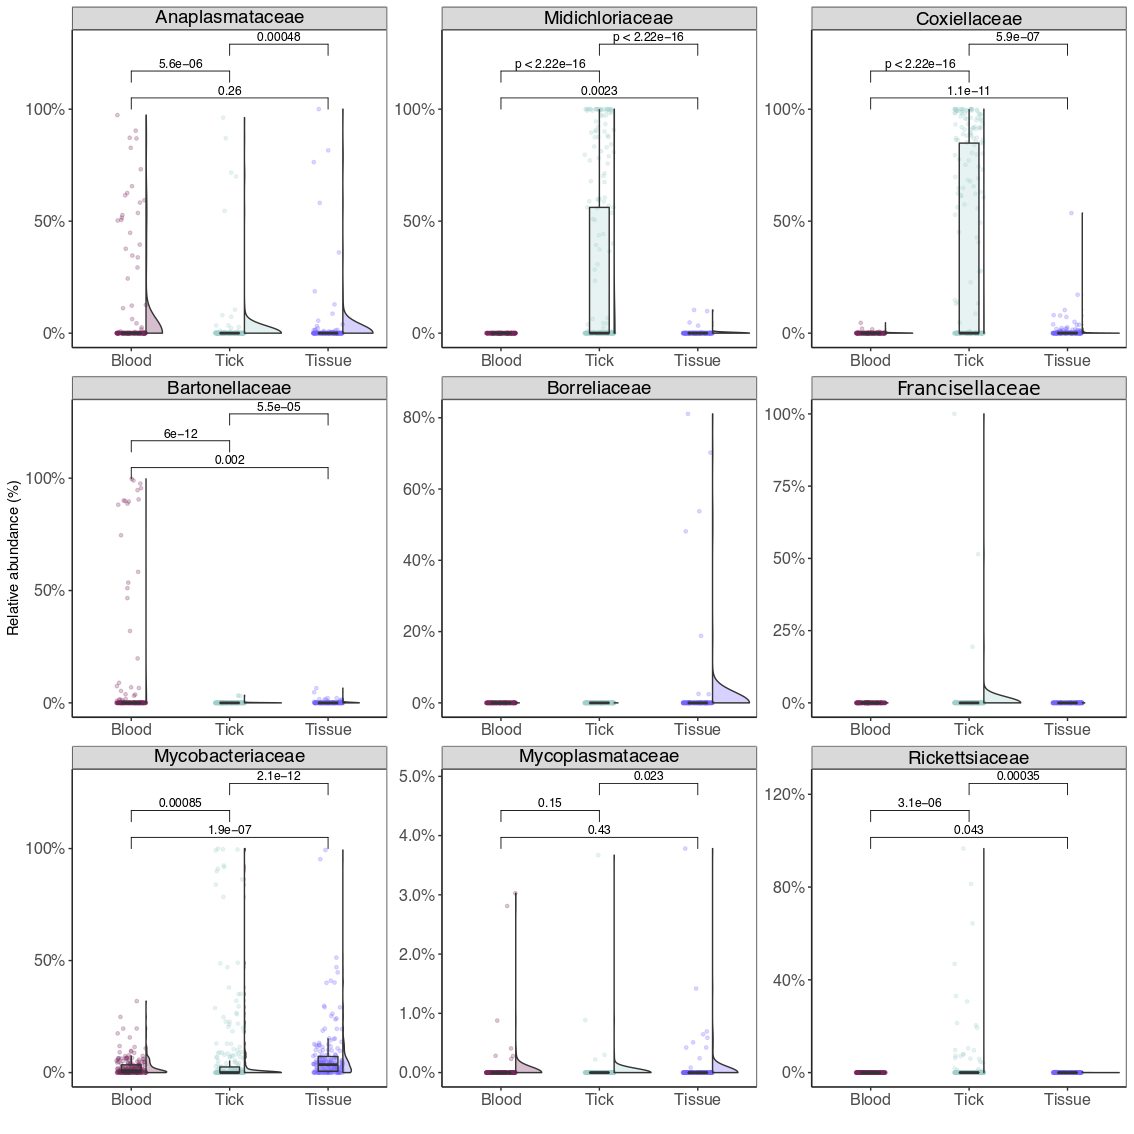 Anaplasmataceae
Midichloriaceae
Coxiellaceae
0.00048
5.6e−06
0.26
100%
50%
0%
Blood Tick Tissue
p < 2.22e−16
p < 2.22e−16
0.0023
100%
50%
0%
Blood Tick Tissue
5.9e−07
p < 2.22e−16
1.1e−11
100%
50%
0%
Blood Tick Tissue
Relative abundance (%)
Bartonellaceae
Borreliaceae
Francisellaceae
5.5e−05
6e−12
0.002
100%
50%
0%
Blood Tick Tissue
80%
60%
40%
20%
0%
Blood Tick Tissue
100%
75%
50%
25%
0%
Blood Tick Tissue
Mycobacteriaceae
Mycoplasmataceae
Rickettsiaceae
2.1e−12
0.00085
1.9e−07
100%
50%
0%
Blood Tick Tissue
5.0%
0.023
0.15
0.43
4.0%
3.0%
2.0%
1.0%
0.0%
Blood Tick Tissue
0.00035
120%
3.1e−06
0.043
80%
40%
0%
Blood Tick Tissue